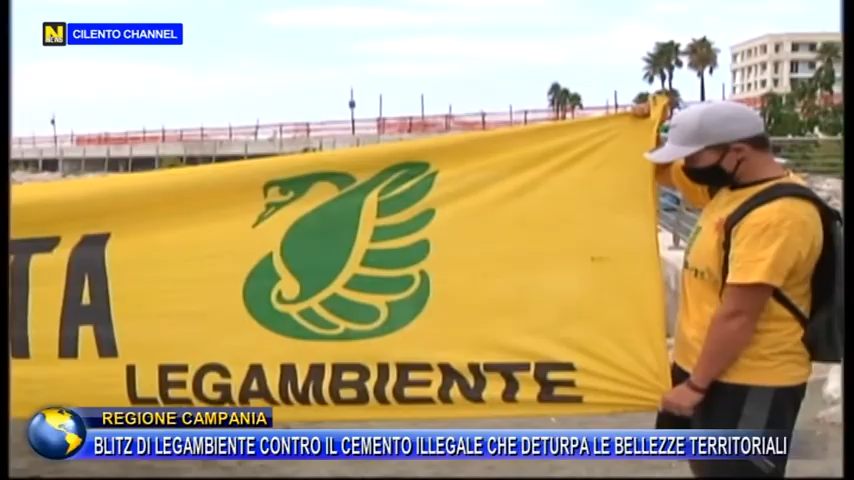 CILENTO CHANNEL
TA
LEGAMBIENTE
REGIONE CAMPANIA
BLITZ DI LEGAMBIENTE CONTRO IL CEMENTO ILLEGALE CHE DETURPA LE BELLEZZE TERRITORIALI